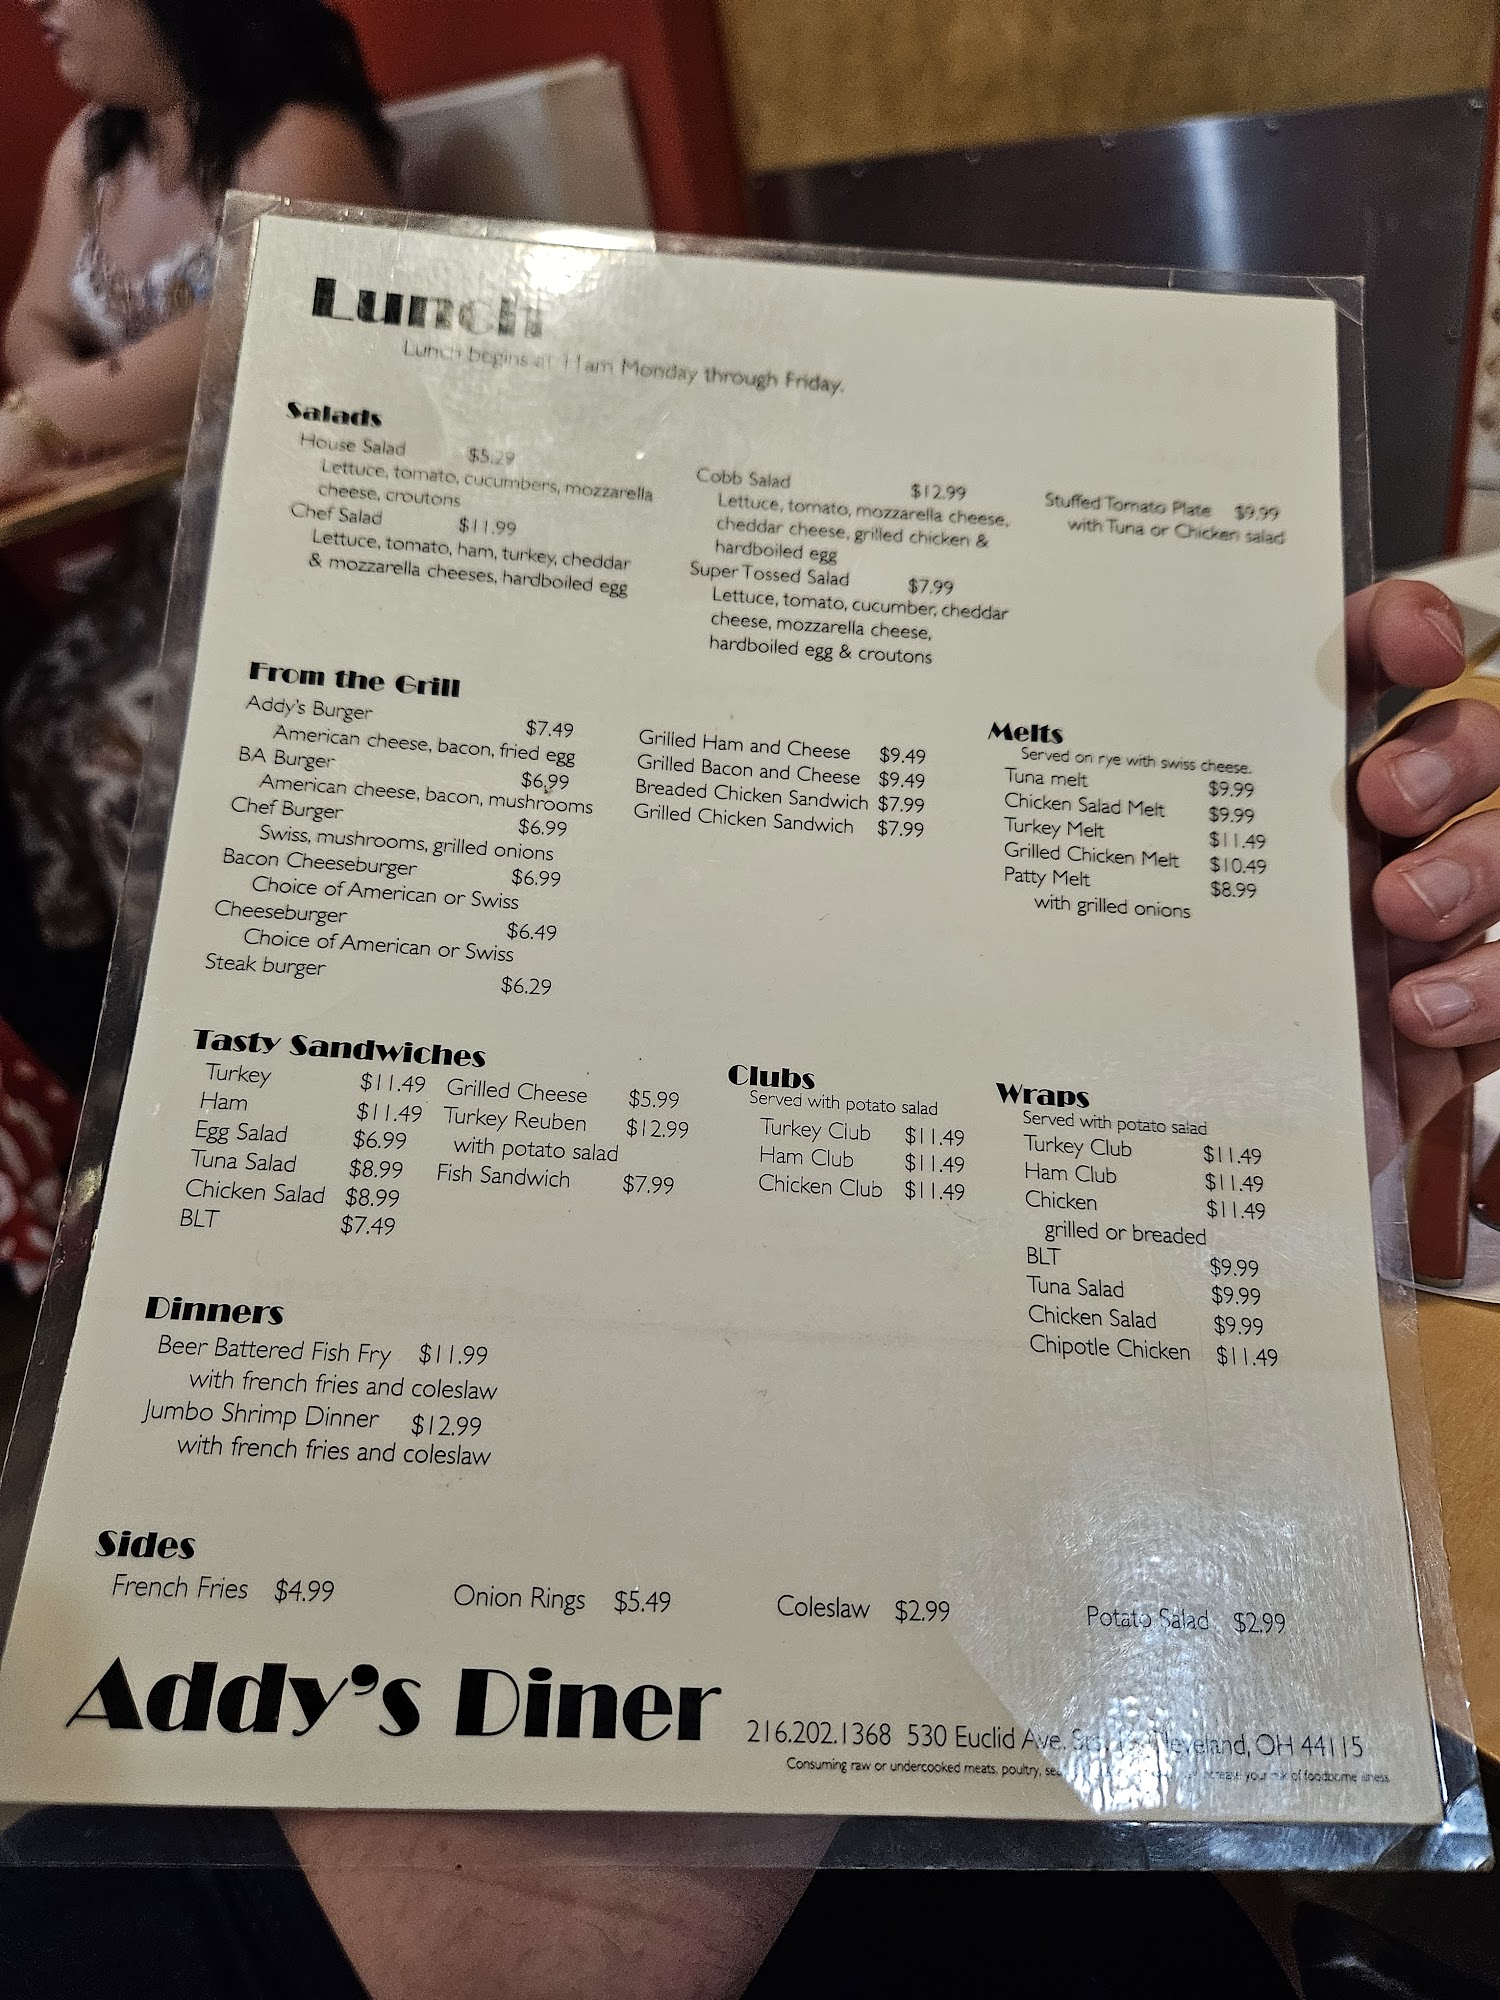 Lunch
Lunch begins at 11am Monday through Friday.
Salads
House Salad $5.29
Lettuce, tomato, cucumbers, mozzarella
cheese, croutons
Chef Salad $11.99
Lettuce, tomato, ham, turkey, cheddar
& mozzarella cheeses, hardboiled egg
Cobb Salad $12.99
Lettuce, tomato, mozzarella cheese,
cheddar cheese, grilled chicken &
hardboiled egg
Super Tossed Salad $7.99
Lettuce, tomato, cucumber, cheddar
cheese, mozzarella cheese,
hardboiled egg & croutons
Stuffed Tomato Plate $9.99
with Tuna or Chicken salad
From the Grill
Addy's Burger $7.49
American cheese, bacon, fried egg
BA Burger $6.99
American cheese, bacon, mushrooms
Chef Burger $6.99
Swiss, mushrooms, grilled onions
Bacon Cheeseburger $6.99
Choice of American or Swiss
Cheeseburger $6.49
Choice of American or Swiss
Steak burger $6.29
Grilled Ham and Cheese $9.49
Grilled Bacon and Cheese $9.49
Breaded Chicken Sandwich $7.99
Grilled Chicken Sandwich $7.99
Melts
Served on rye with swiss cheese.
Tuna melt $9.99
Chicken Salad Melt $9.99
Turkey Melt $11.49
Grilled Chicken Melt $10.49
Patty Melt $8.99
with grilled onions
Tasty Sandwiches
Turkey $11.49
Ham $11.49
Egg Salad $6.99
Tuna Salad $8.99
Chicken Salad $8.99
BLT $7.49
Grilled Cheese $5.99
Turkey Reuben $12.99
with potato salad
Fish Sandwich $7.99
Clubs
Served with potato salad
Turkey Club $11.49
Ham Club $11.49
Chicken Club $11.49
Wraps
Served with potato salad
Turkey Club $11.49
Ham Club $11.49
Chicken $11.49
grilled or breaded
BLT $9.99
Tuna Salad $9.99
Chicken Salad $9.99
Chipotle Chicken $11.49
Dinners
Beer Battered Fish Fry $11.99
with french fries and coleslaw
Jumbo Shrimp Dinner $12.99
with french fries and coleslaw
Sides
French Fries $4.99
Onion Rings $5.49
Coleslaw $2.99
Potato Salad $2.99
Addy's Diner
216.202.1368 530 Euclid Ave. Cleveland, OH 44115
Consuming raw or undercooked meats, poultry, increase your risk of foodborne illness